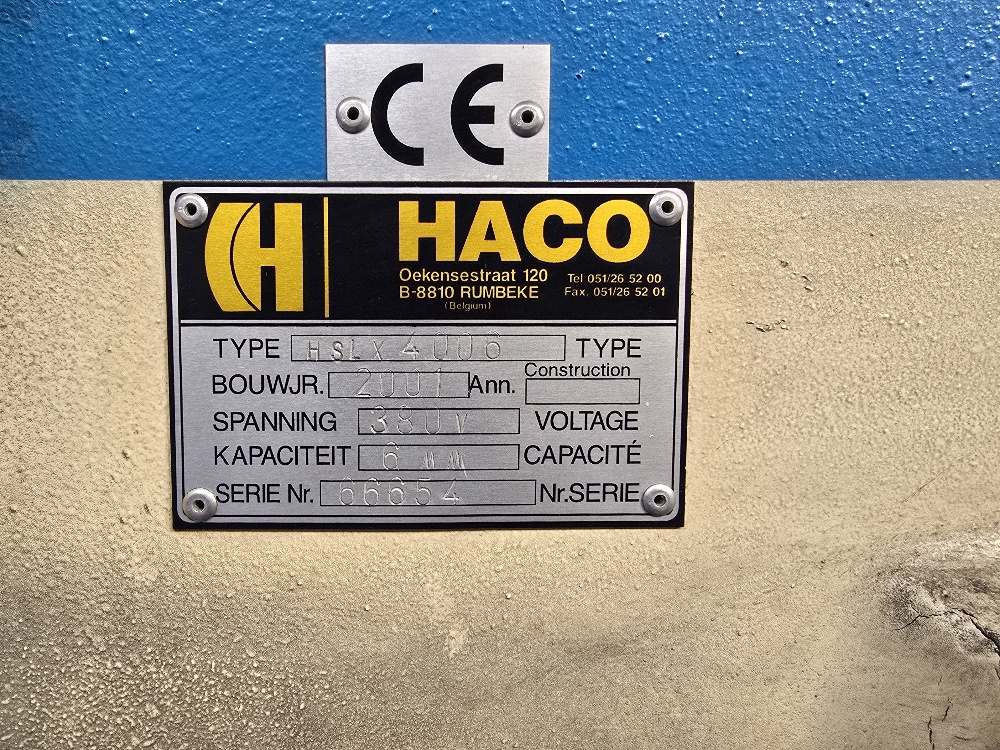 CE
H HACO
Oekensestraat 120 Tel 051/26 52 00
B-8810 RUMBEKE Fax. 051/26 52 01
(Belgium)
TYPE HSLX 4006 TYPE
BOUWJR. 2001 Ann. Construction
SPANNING 380V VOLTAGE
KAPACITEIT 6 MM CAPACITÉ
SERIE Nr. 66654 Nr.SERIE